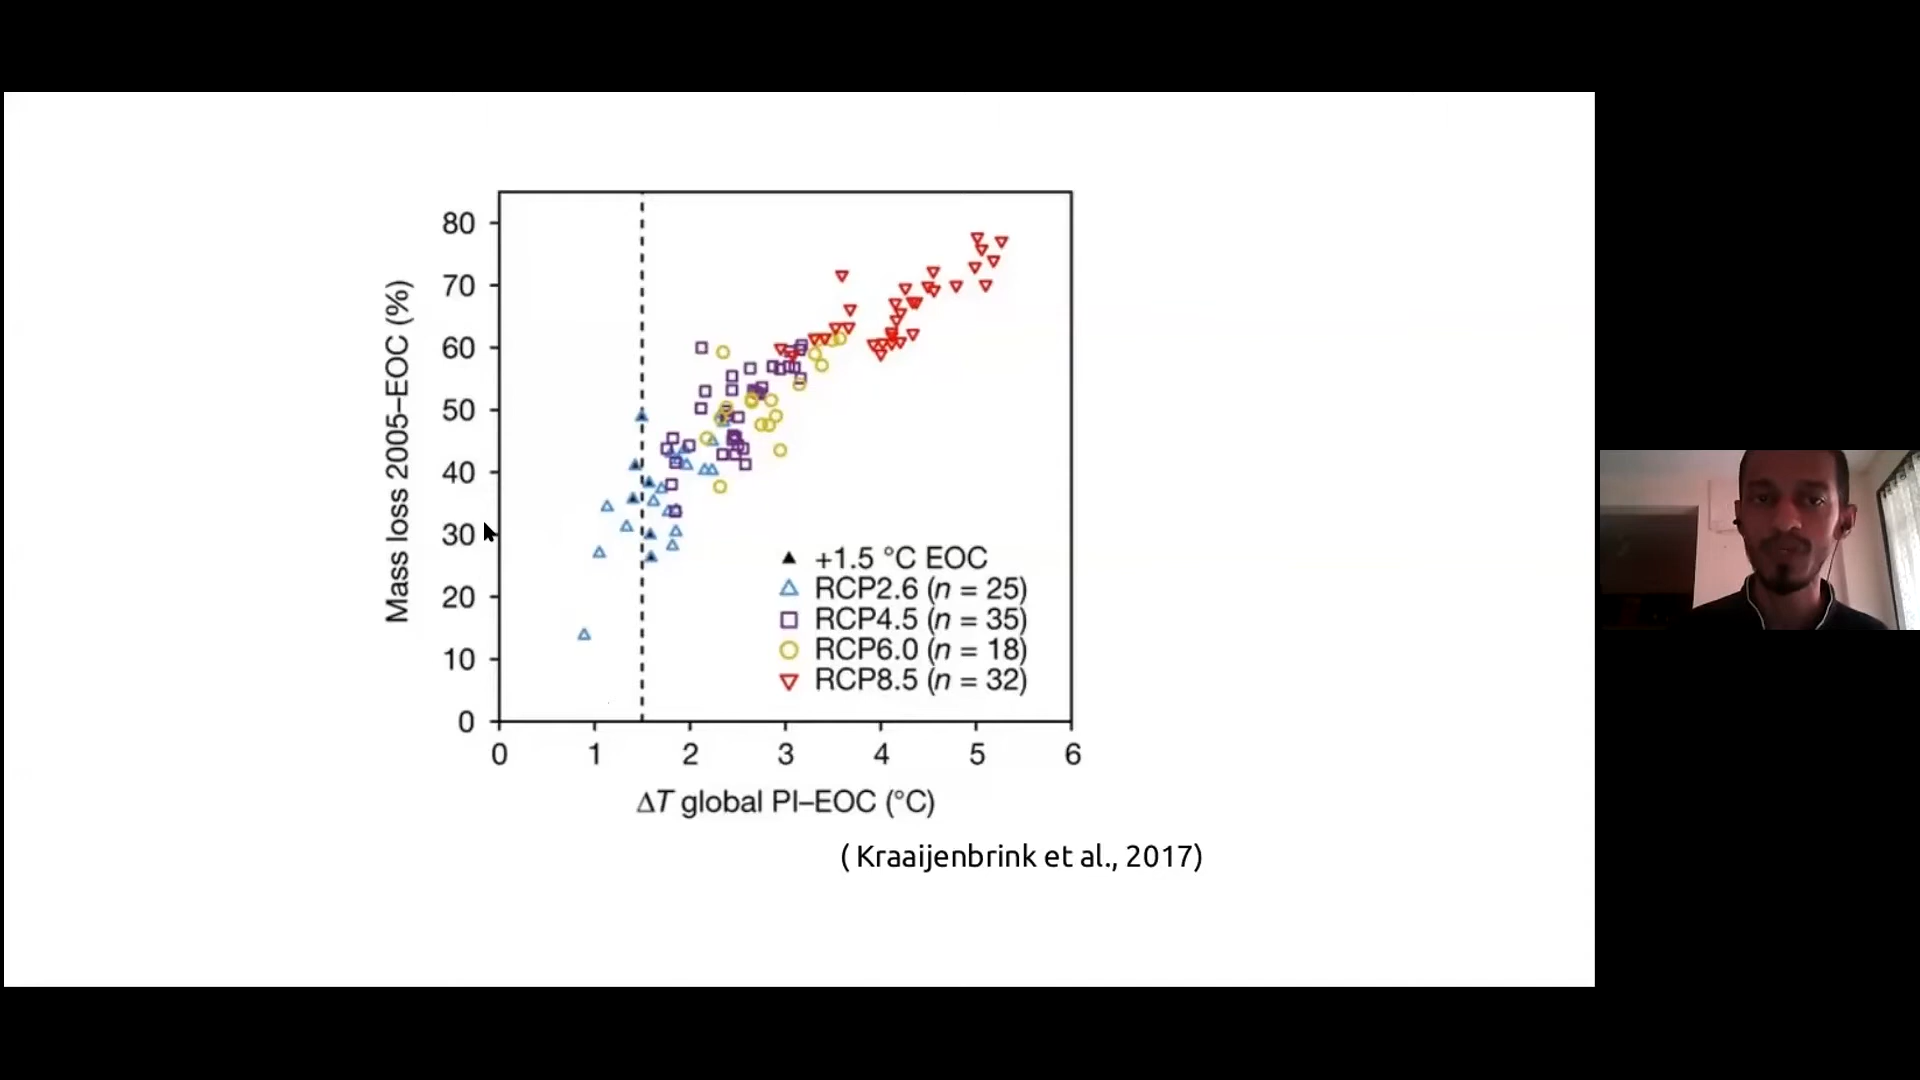 80
70
60
50
40
30
20
10
0
Mass loss 2005–EOC (%)
+1.5 °C EOC
RCP2.6 (n = 25)
RCP4.5 (n = 35)
RCP6.0 (n = 18)
RCP8.5 (n = 32)
0 1 2 3 4 5 6
ΔT global PI–EOC (°C)
( Kraaijenbrink et al., 2017)